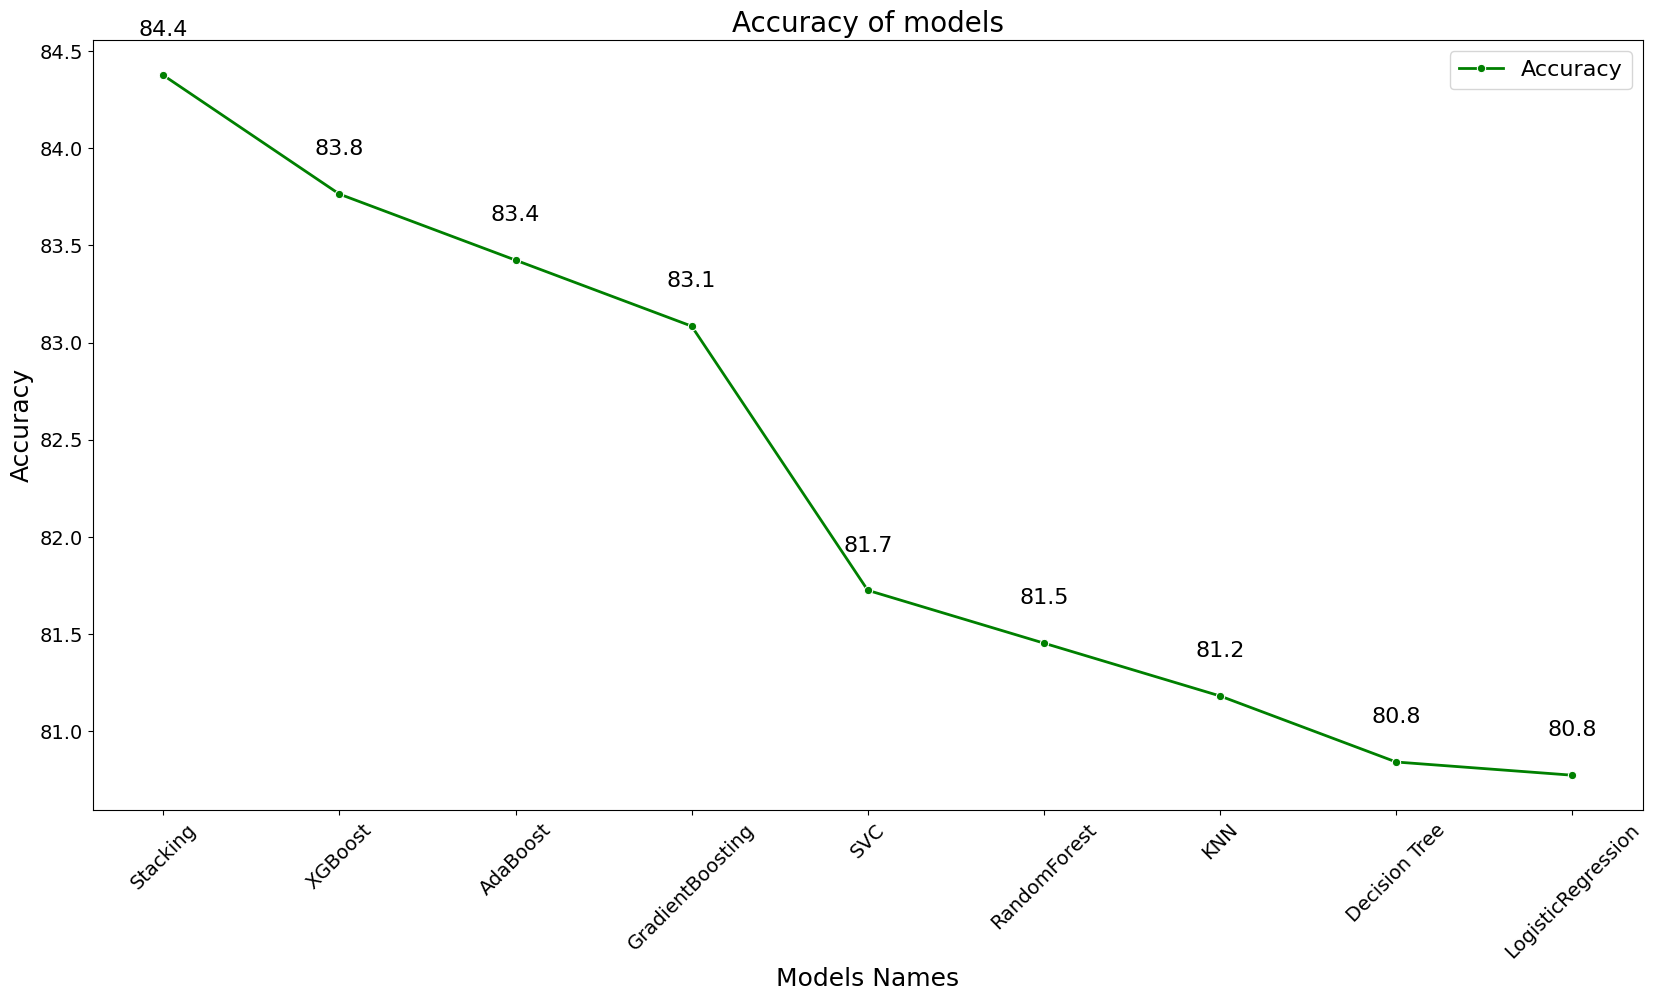 Accuracy of models
84.4
83.8
83.4
83.1
81.7
81.5
81.2
80.8
80.8
Accuracy
84.5
84.0
83.5
83.0
82.5
82.0
81.5
81.0
Accuracy
Stacking
XGBoost
AdaBoost
GradientBoosting
SVC
RandomForest
KNN
Decision Tree
LogisticRegression
Models Names